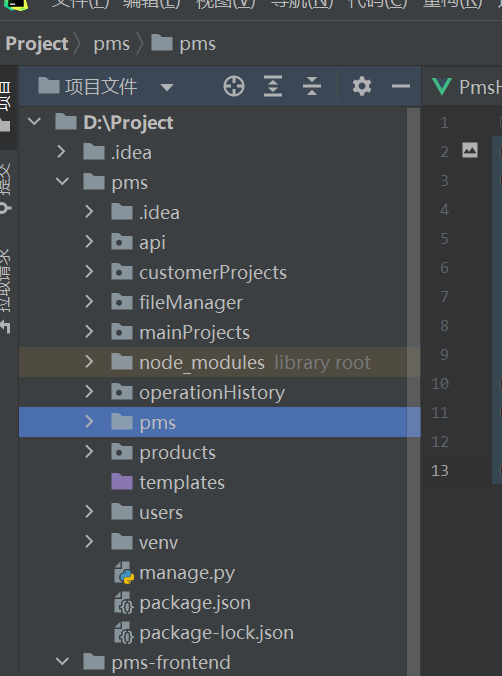 文件(F) 编辑(E) 视图(V) 导航(N) 代码(C) 重构(R)
Project pms pms
项目文件
PmsH
项目
提交
拉取请求
D:\Project
.idea
pms
.idea
api
customerProjects
fileManager
mainProjects
node_modules library root
operationHistory
pms
products
templates
users
venv
manage.py
package.json
package-lock.json
pms-frontend
1
2
3
4
5
6
7
8
9
10
11
12
13